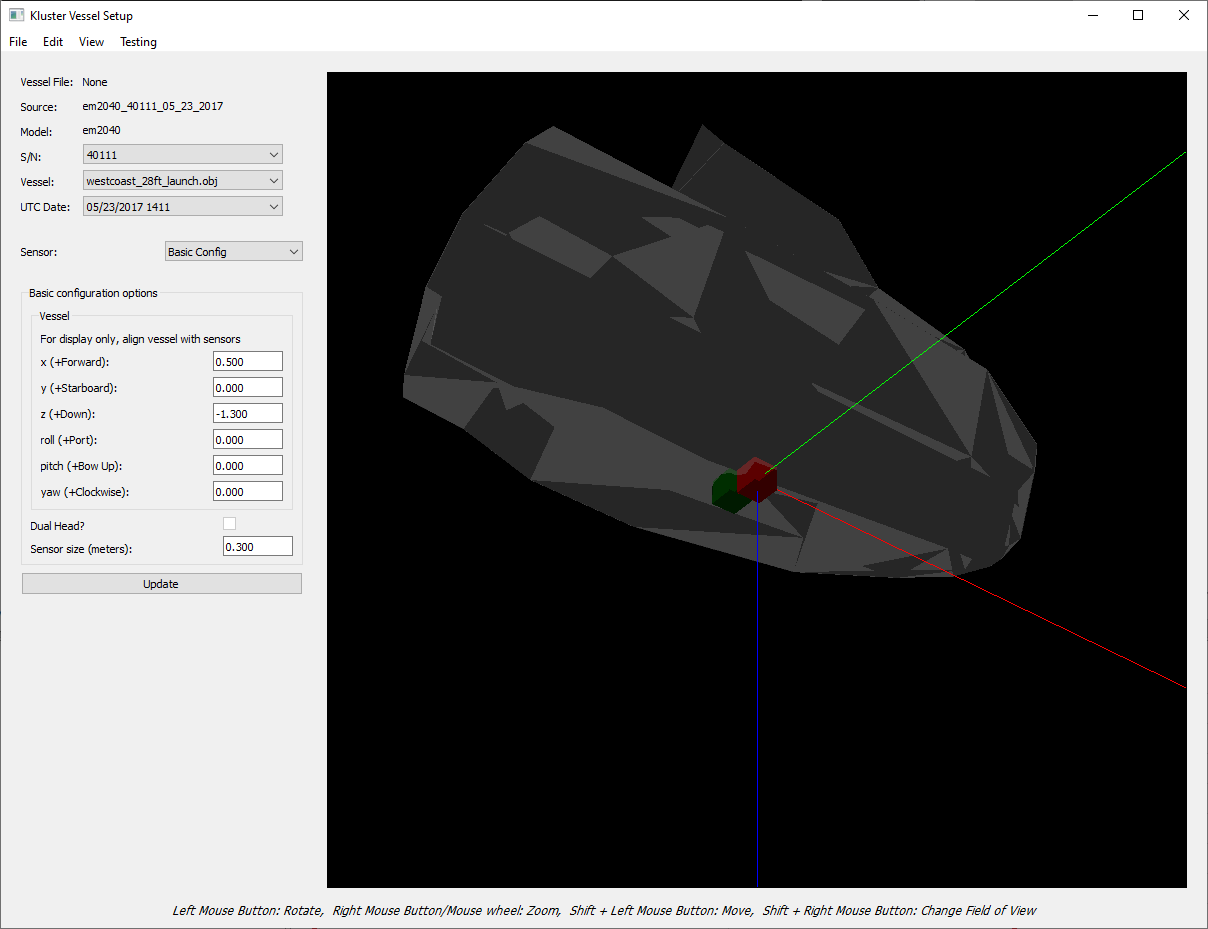 Kluster Vessel Setup
File Edit View Testing
Vessel File: None
Source: em2040_40111_05_23_2017
Model: em2040
S/N: 40111
Vessel: westcoast_28ft_launch.obj
UTC Date: 05/23/2017 1411
Sensor: Basic Config
Basic configuration options
Vessel
For display only, align vessel with sensors
x (+Forward): 0.500
y (+Starboard): 0.000
z (+Down): -1.300
roll (+Port): 0.000
pitch (+Bow Up): 0.000
yaw (+Clockwise): 0.000
Dual Head?
Sensor size (meters): 0.300
Update
Left Mouse Button: Rotate, Right Mouse Button/Mouse wheel: Zoom, Shift + Left Mouse Button: Move, Shift + Right Mouse Button: Change Field of View